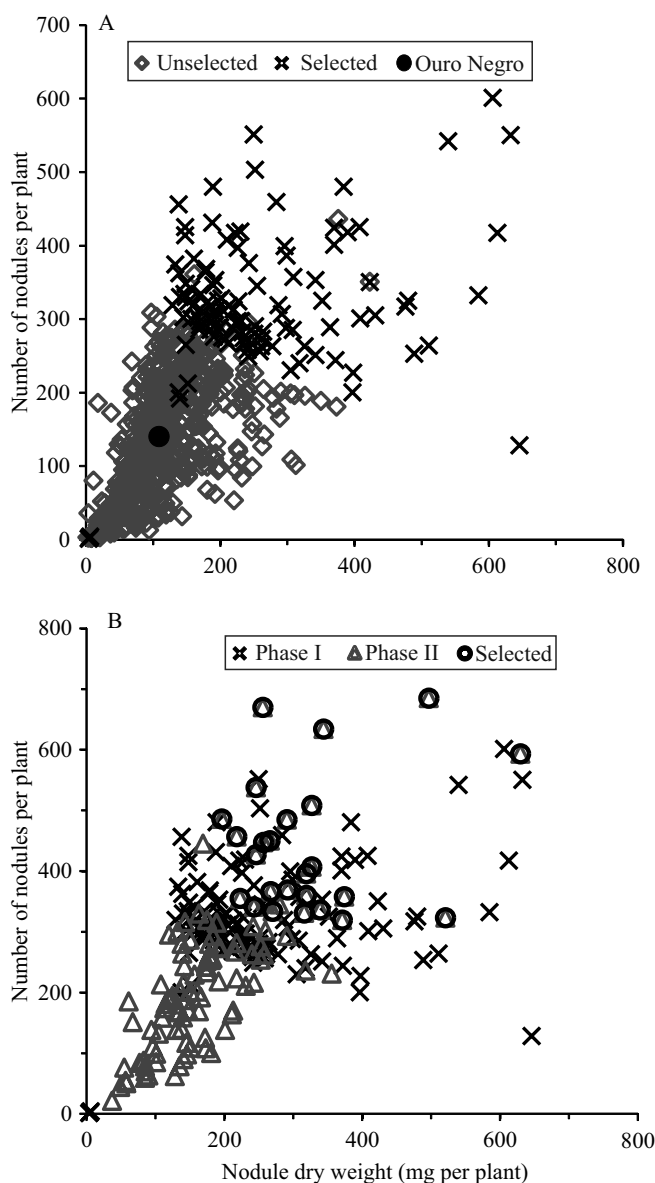 A
700
Unselected Selected Ouro Negro
600
500
400
300
200
100
0
Number of nodules per plant
0 200 400 600 800
B
800
Phase I Phase II Selected
600
400
200
0
Number of nodules per plant
0 200 400 600 800
Nodule dry weight (mg per plant)